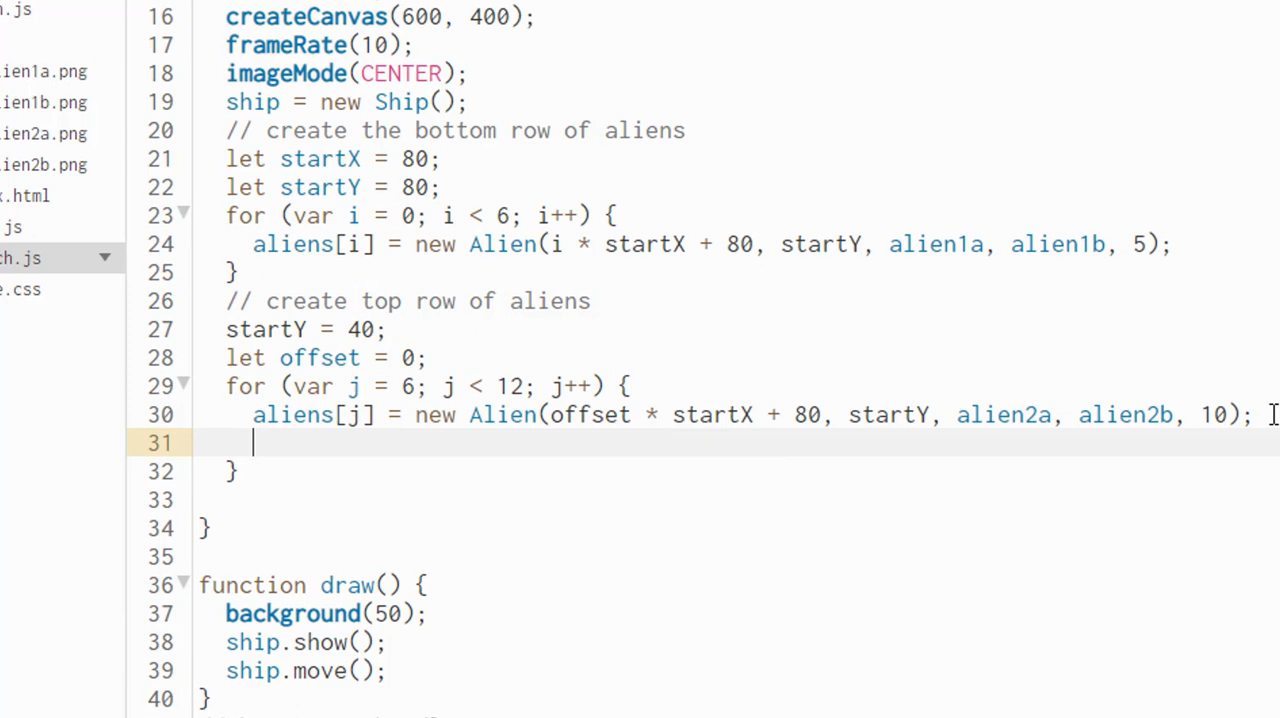 n.js
ien1a.png
ien1b.png
ien2a.png
ien2b.png
x.html
js
ch.js
e.css
16 createCanvas(600, 400);
17 frameRate(10);
18 imageMode(CENTER);
19 ship = new Ship();
20 // create the bottom row of aliens
21 let startX = 80;
22 let startY = 80;
23 for (var i = 0; i < 6; i++) {
24 aliens[i] = new Alien(i * startX + 80, startY, alien1a, alien1b, 5);
25 }
26 // create top row of aliens
27 startY = 40;
28 let offset = 0;
29 for (var j = 6; j < 12; j++) {
30 aliens[j] = new Alien(offset * startX + 80, startY, alien2a, alien2b, 10);
31
32 }
33
34 }
35
36 function draw() {
37 background(50);
38 ship.show();
39 ship.move();
40 }